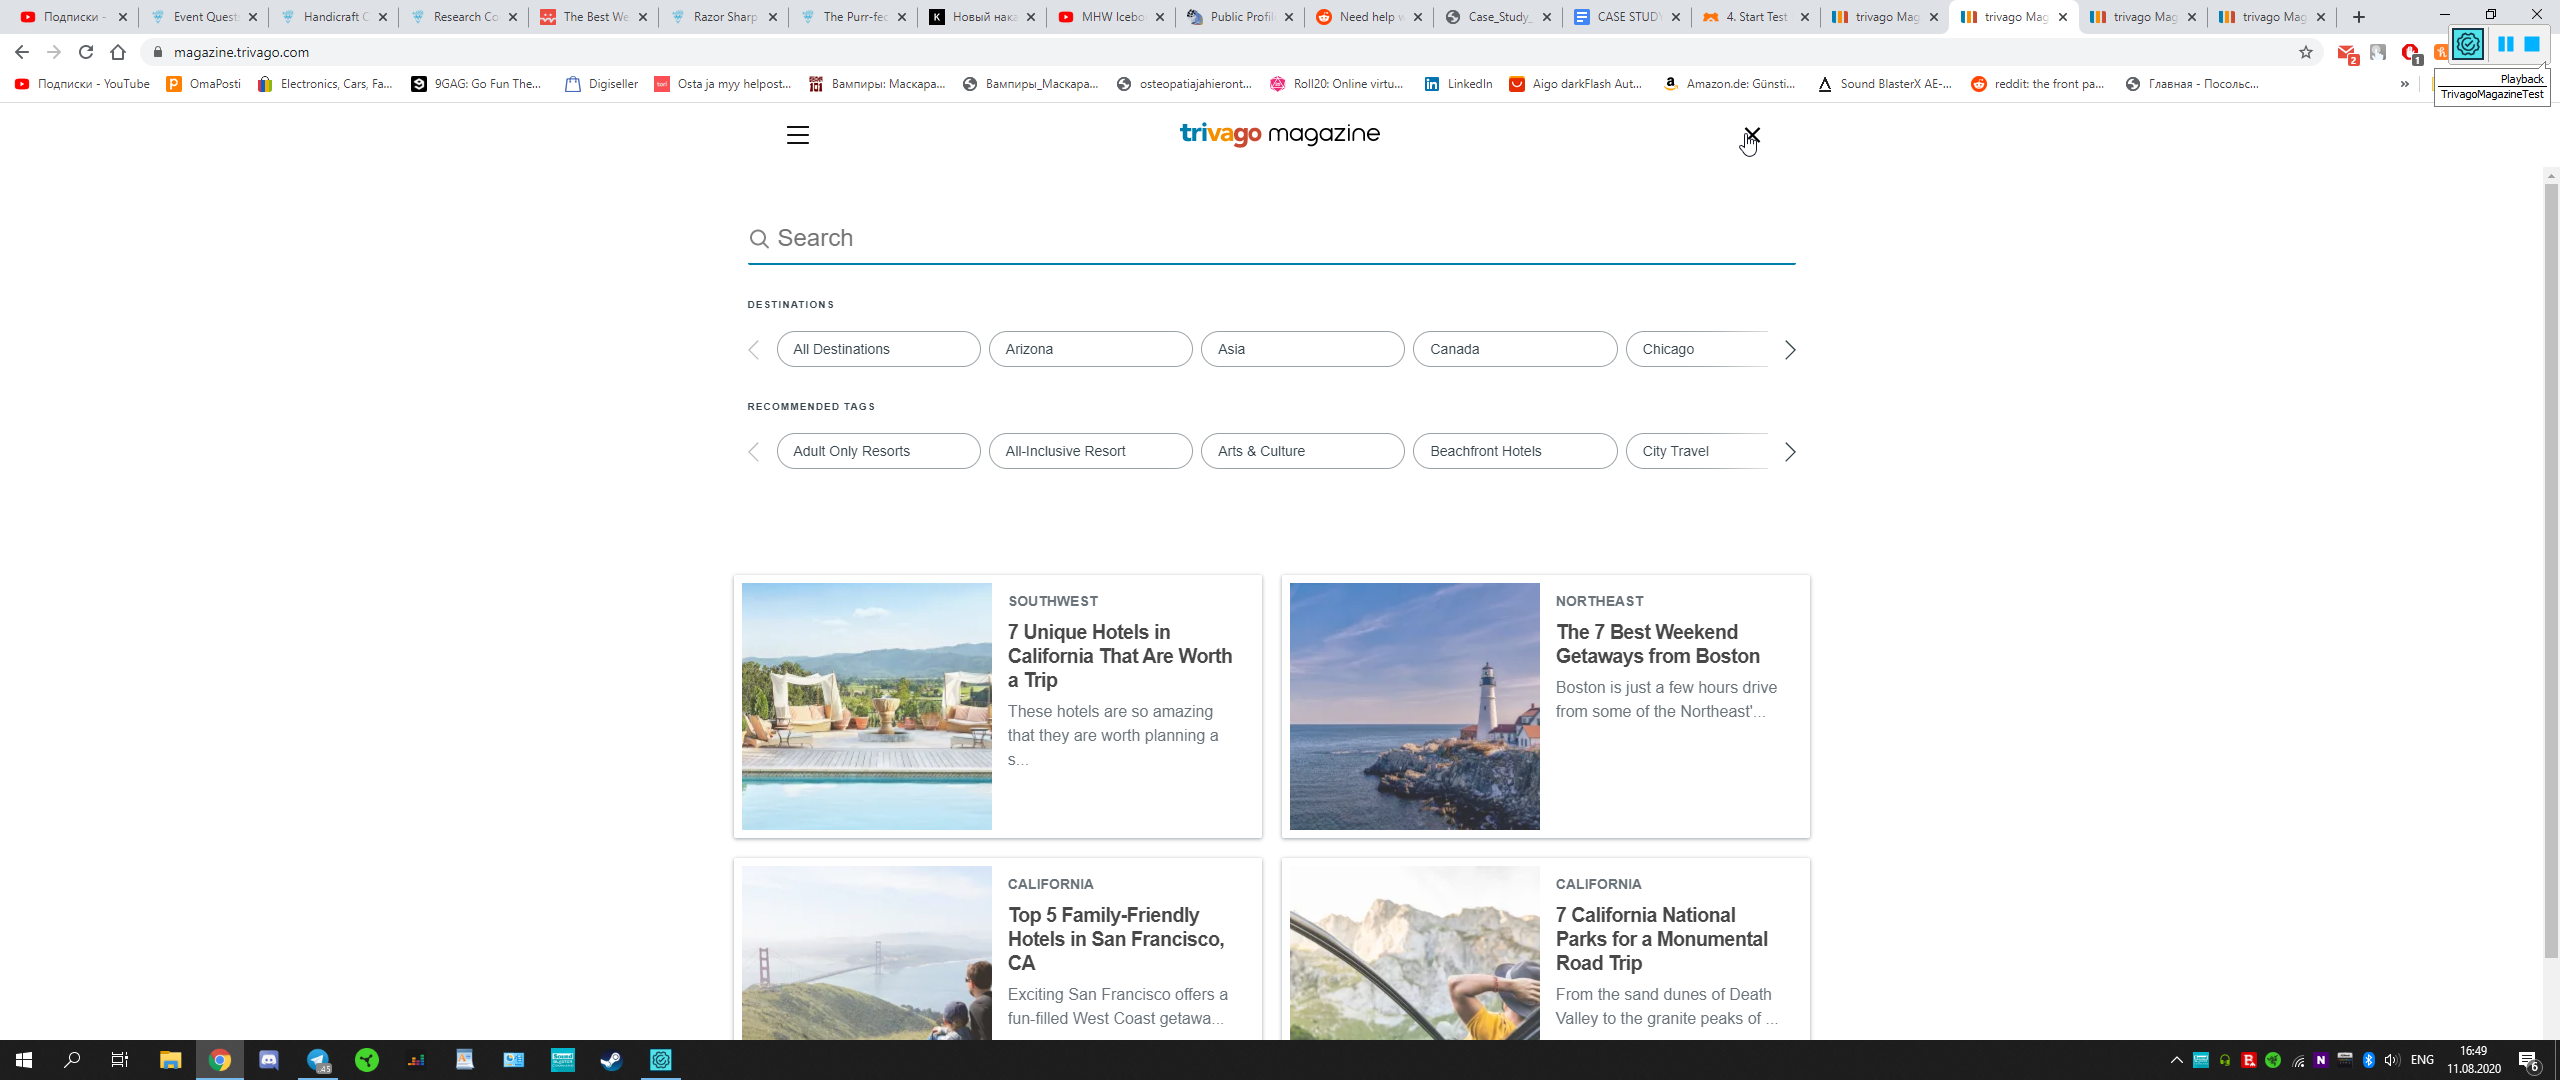 Подписки -
Event Quest
Handicraft C
Research Co
The Best We
Razor Sharp
The Purr-fec
Новый нака
MHW Icebo
Public Profil
Need help w
Case_Study_
CASE STUDY
4. Start Test
trivago Mag
trivago Mag
trivago Mag
trivago Mag
magazine.trivago.com
2
1
Playback
TrivagoMagazineTest
Подписки - YouTube
OmaPosti
Electronics, Cars, Fa...
9GAG: Go Fun The...
Digiseller
Osta ja myy helpost...
Вампиры: Маскара...
Вампиры_Маскара...
osteopatiajahieront...
Roll20: Online virtu...
LinkedIn
Aigo darkFlash Aut...
Amazon.de: Günsti...
Sound BlasterX AE-...
reddit: the front pa...
Главная - Посольс...
trivago magazine
Search
DESTINATIONS
All Destinations
Arizona
Asia
Canada
Chicago
RECOMMENDED TAGS
Adult Only Resorts
All-Inclusive Resort
Arts & Culture
Beachfront Hotels
City Travel
SOUTHWEST
7 Unique Hotels in
California That Are Worth
a Trip
These hotels are so amazing
that they are worth planning a
s...
NORTHEAST
The 7 Best Weekend
Getaways from Boston
Boston is just a few hours drive
from some of the Northeast'...
CALIFORNIA
Top 5 Family-Friendly
Hotels in San Francisco,
CA
Exciting San Francisco offers a
fun-filled West Coast getawa...
CALIFORNIA
7 California National
Parks for a Monumental
Road Trip
From the sand dunes of Death
Valley to the granite peaks of ...
45
ENG
16:49
11.08.2020
6